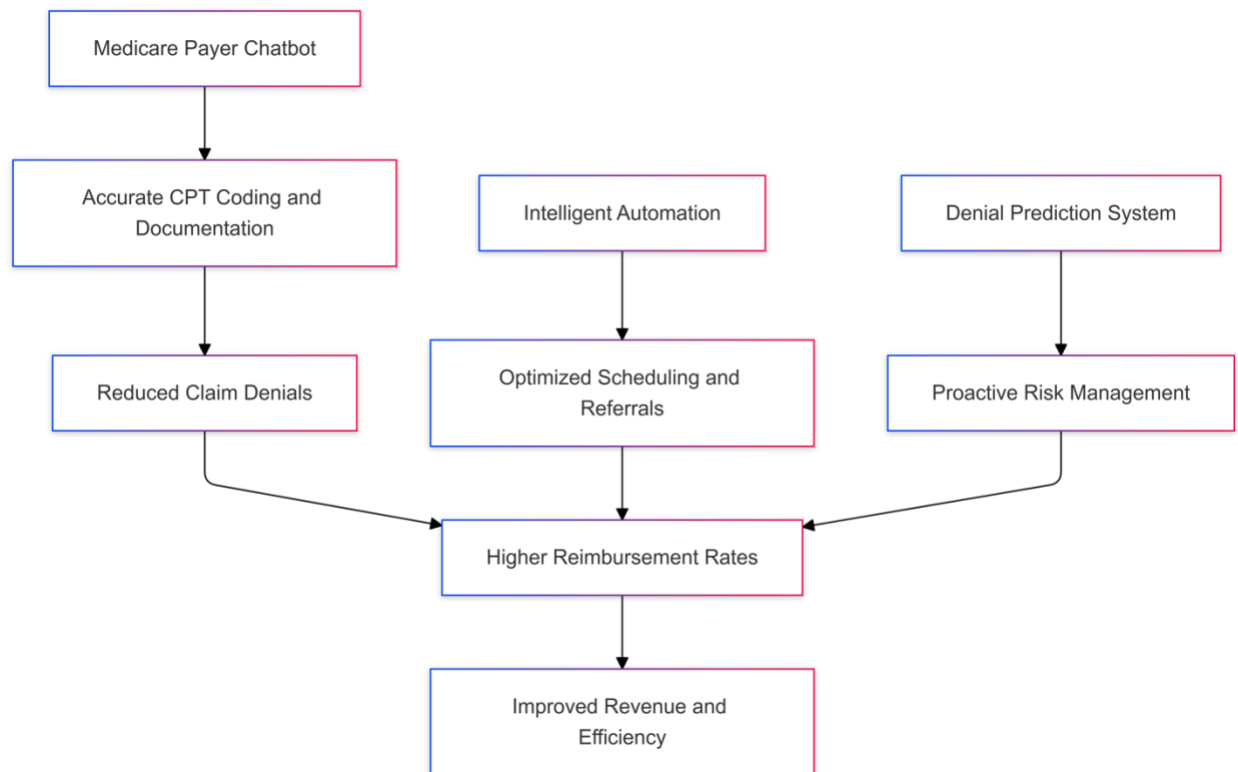 Medicare Payer Chatbot
Accurate CPT Coding and
Documentation
Intelligent Automation
Denial Prediction System
Reduced Claim Denials
Optimized Scheduling and
Referrals
Proactive Risk Management
Higher Reimbursement Rates
Improved Revenue and
Efficiency